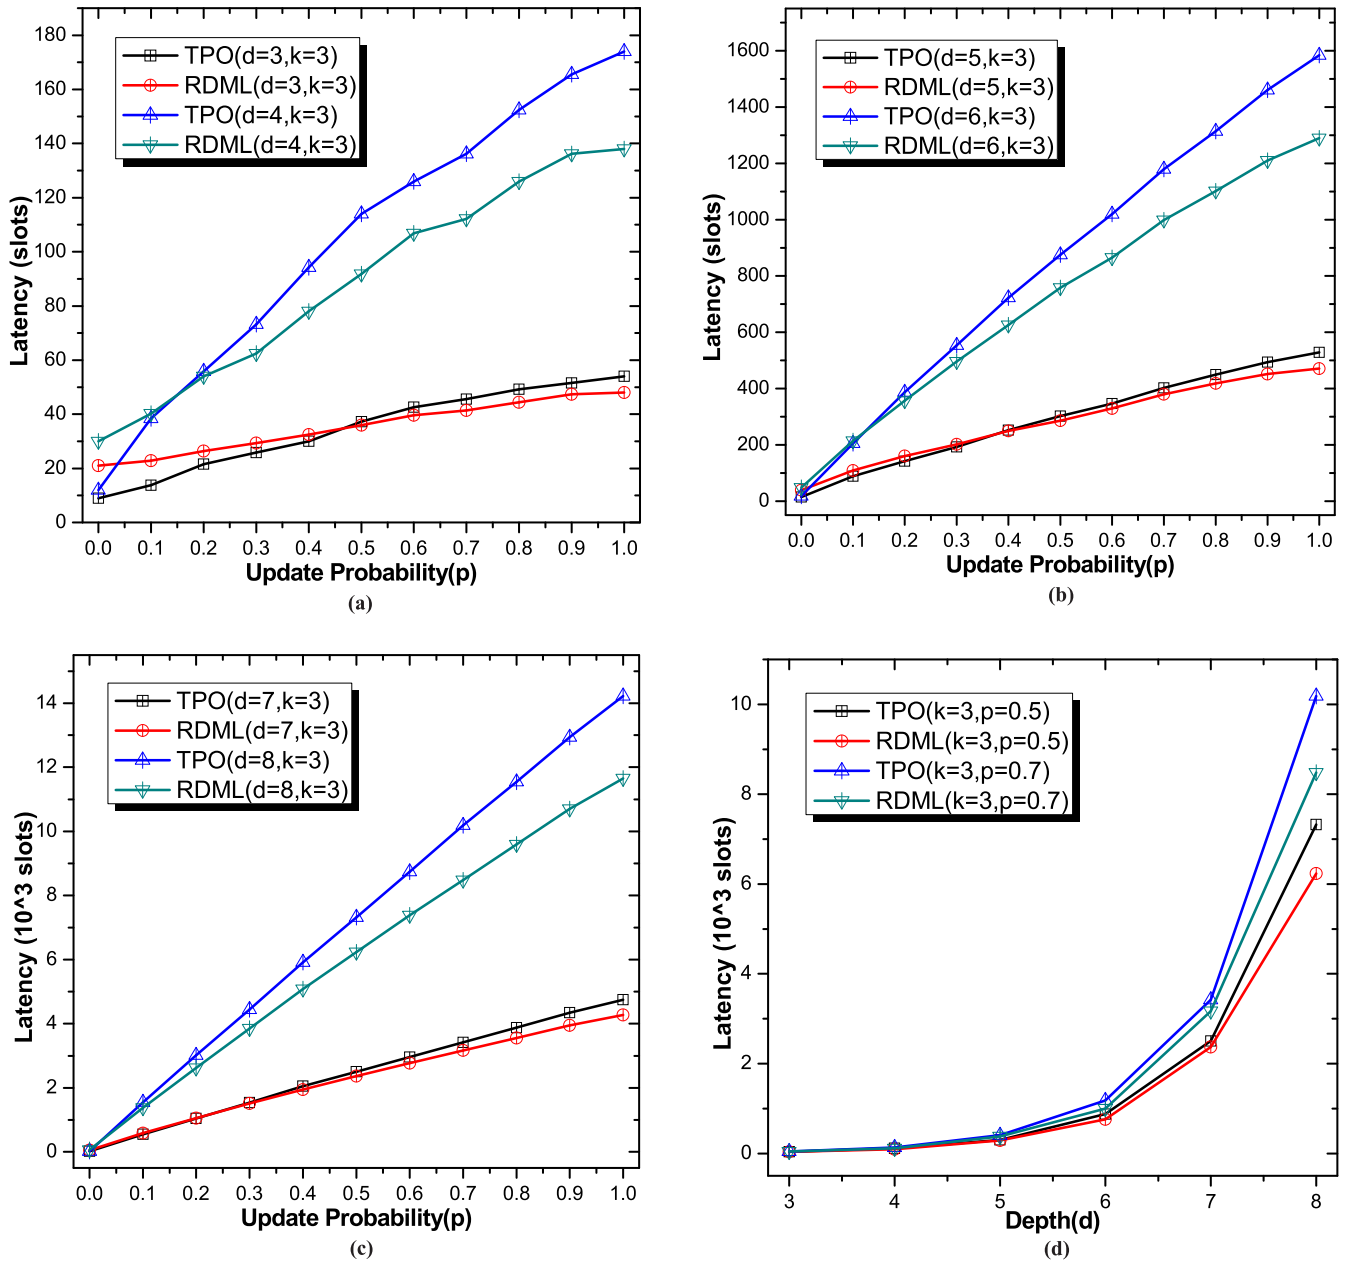 180
160
140
120
100
80
60
40
20
0
Latency (slots)
TPO(d=3,k=3)
RDML(d=3,k=3)
TPO(d=4,k=3)
RDML(d=4,k=3)
0.0 0.1 0.2 0.3 0.4 0.5 0.6 0.7 0.8 0.9 1.0
Update Probability(p)
(a)
1600
1400
1200
1000
800
600
400
200
0
Latency (slots)
TPO(d=5,k=3)
RDML(d=5,k=3)
TPO(d=6,k=3)
RDML(d=6,k=3)
0.0 0.1 0.2 0.3 0.4 0.5 0.6 0.7 0.8 0.9 1.0
Update Probability(p)
(b)
14
12
10
8
6
4
2
0
Latency (10^3 slots)
TPO(d=7,k=3)
RDML(d=7,k=3)
TPO(d=8,k=3)
RDML(d=8,k=3)
0.0 0.1 0.2 0.3 0.4 0.5 0.6 0.7 0.8 0.9 1.0
Update Probability(p)
(c)
10
8
6
4
2
0
Latency (10^3 slots)
TPO(k=3,p=0.5)
RDML(k=3,p=0.5)
TPO(k=3,p=0.7)
RDML(k=3,p=0.7)
3 4 5 6 7 8
Depth(d)
(d)